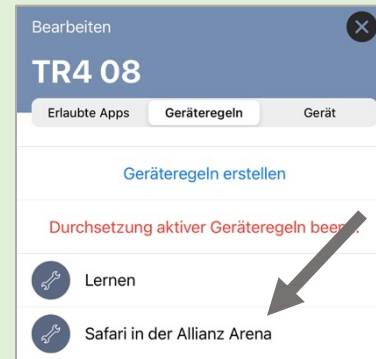 Bearbeiten
TR4 08
Erlaubte Apps Geräteregeln Gerät
Geräteregeln erstellen
Durchsetzung aktiver Geräteregeln
Lernen
Safari in der Allianz Arena